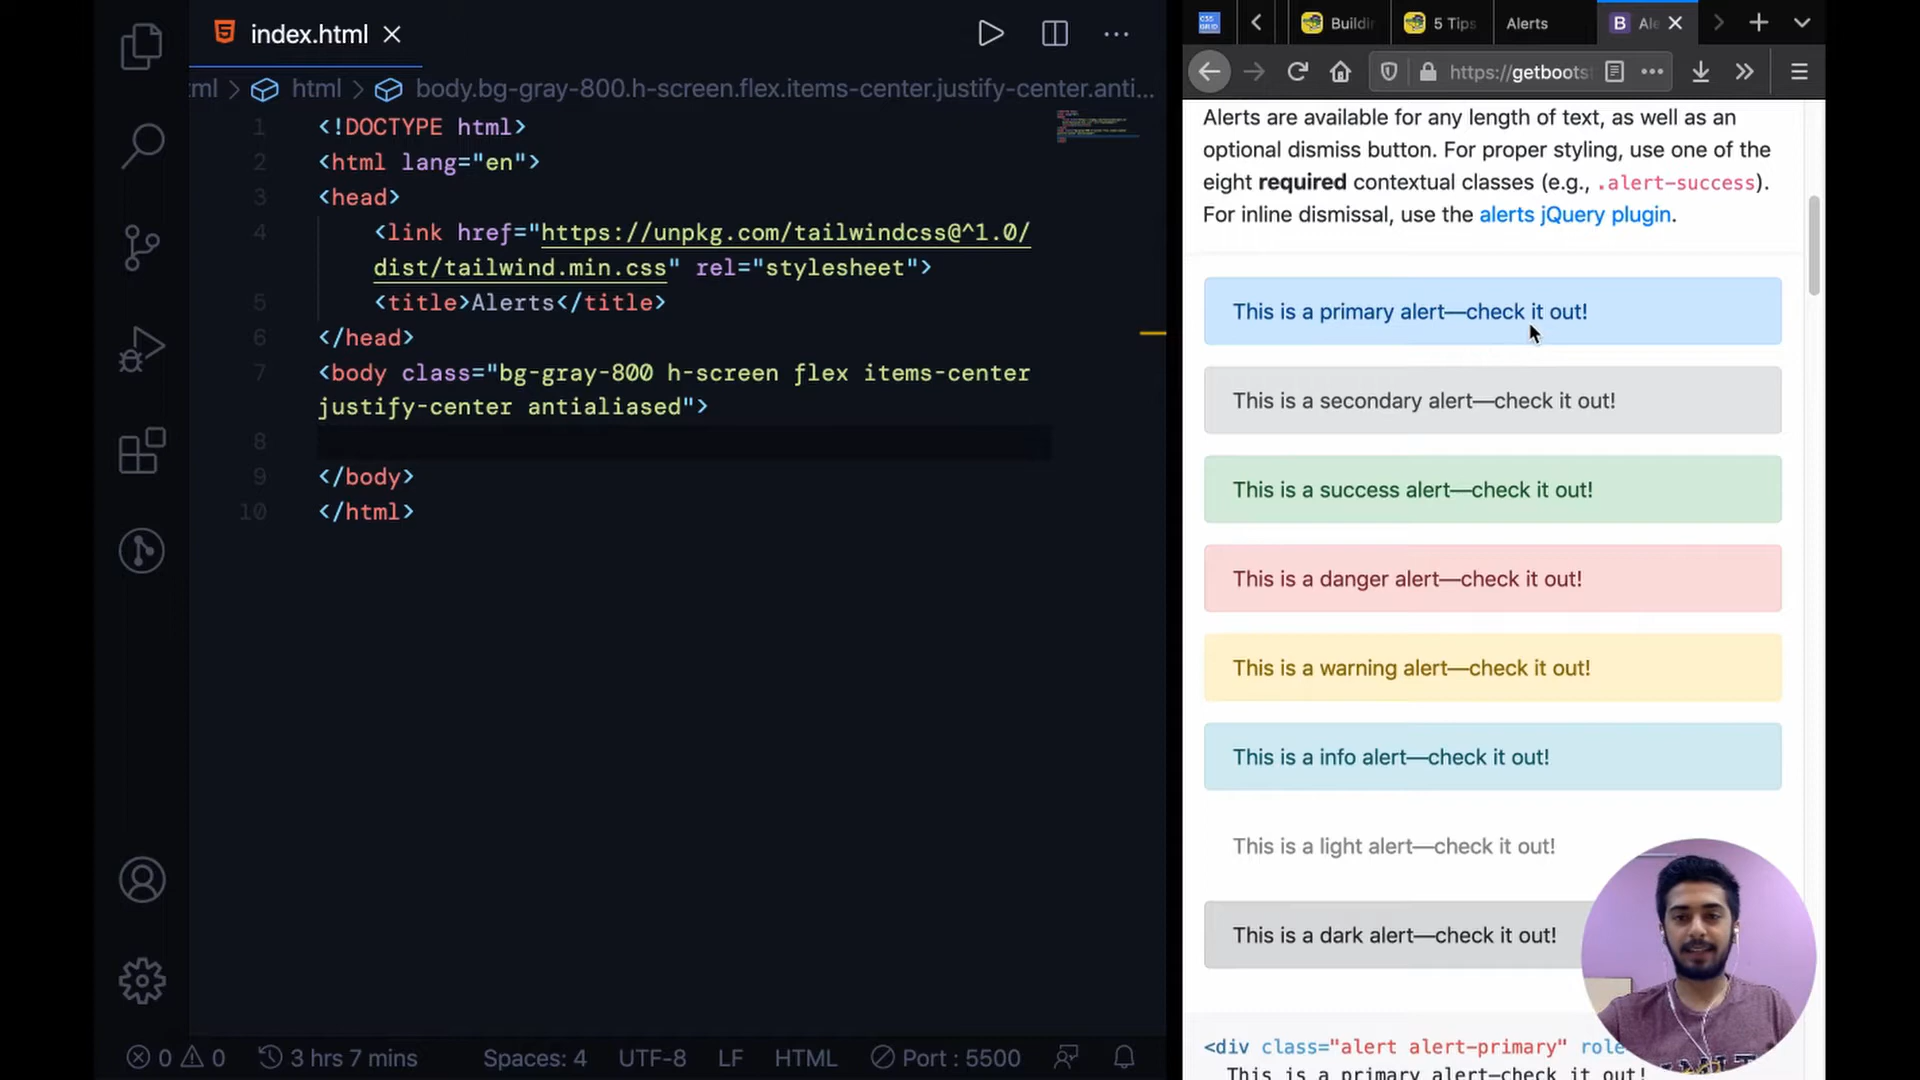 index.html
ml > html > body.bg-gray-800.h-screen.flex.items-center.justify-center.anti...
1 <!DOCTYPE html>
2 <html lang="en">
3 <head>
4 <link href="https://unpkg.com/tailwindcss@^1.0/
dist/tailwind.min.css" rel="stylesheet">
5 <title>Alerts</title>
6 </head>
7 <body class="bg-gray-800 h-screen flex items-center
justify-center antialiased">
8
9 </body>
10 </html>
0 0 3 hrs 7 mins Spaces: 4 UTF-8 LF HTML Port : 5500
CSS GRID Buildi 5 Tips Alerts B Ale
https://getboots
Alerts are available for any length of text, as well as an
optional dismiss button. For proper styling, use one of the
eight required contextual classes (e.g., .alert-success).
For inline dismissal, use the alerts jQuery plugin.
This is a primary alert—check it out!
This is a secondary alert—check it out!
This is a success alert—check it out!
This is a danger alert—check it out!
This is a warning alert—check it out!
This is a info alert—check it out!
This is a light alert—check it out!
This is a dark alert—check it out!
<div class="alert alert-primary" role
This is a primary alert—check it out!